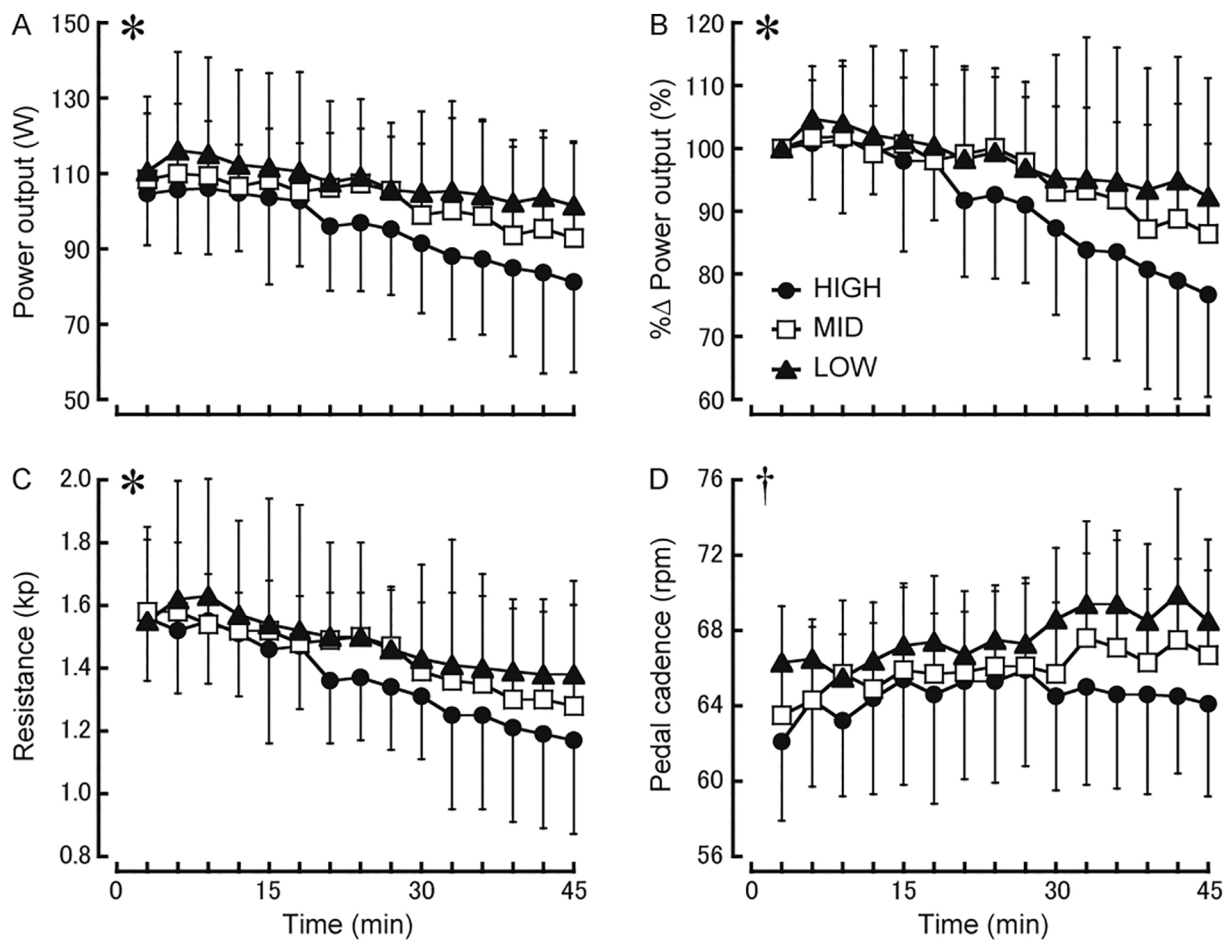 A
*
Power output (W)
150
130
110
90
70
50
B
*
%Δ Power output (%)
120
110
100
90
80
70
60
HIGH
MID
LOW
C
*
Resistance (kp)
2.0
1.8
1.6
1.4
1.2
1.0
0.8
0 15 30 45
Time (min)
D
†
Pedal cadence (rpm)
76
72
68
64
60
56
0 15 30 45
Time (min)